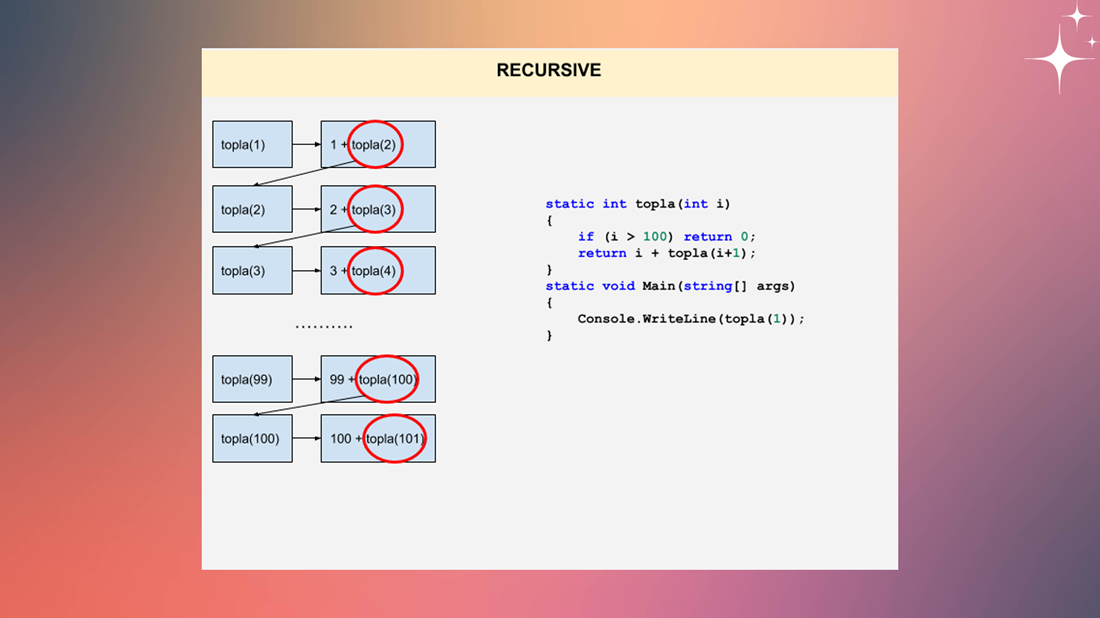 RECURSIVE
topla(1)
1 + topla(2)
topla(2)
2 + topla(3)
topla(3)
3 + topla(4)
..........
topla(99)
99 + topla(100)
topla(100)
100 + topla(101)
static int topla(int i)
{
if (i > 100) return 0;
return i + topla(i+1);
}
static void Main(string[] args)
{
Console.WriteLine(topla(1));
}